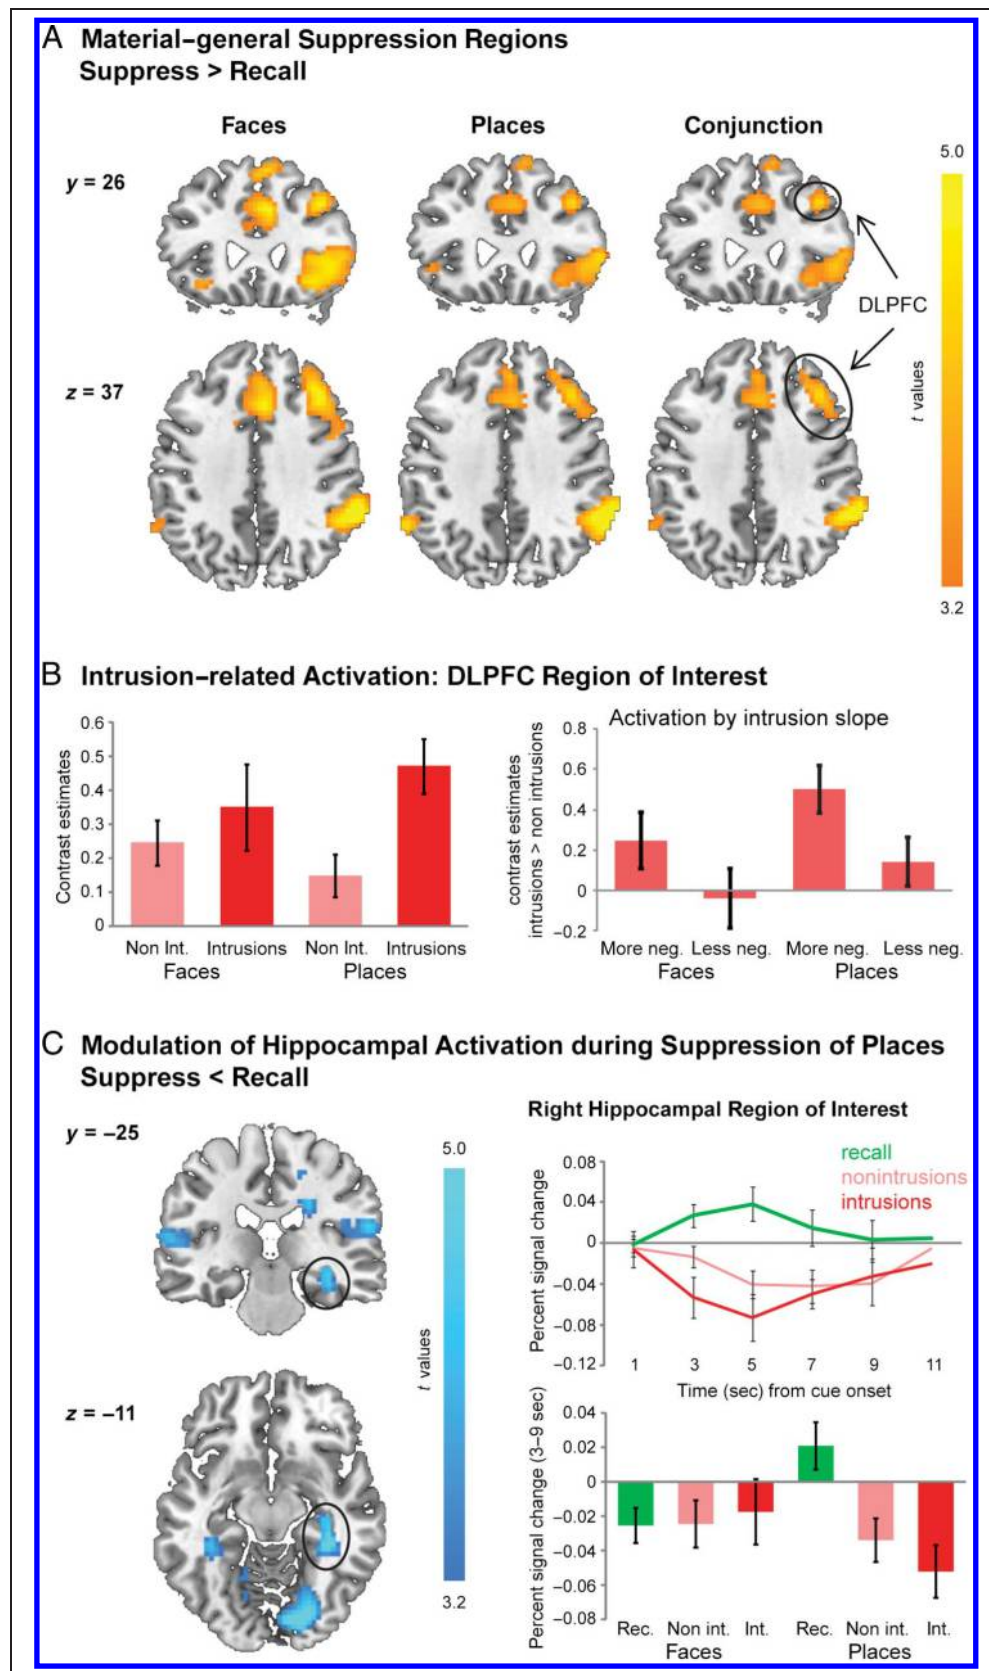 A Material-general Suppression Regions
Suppress > Recall
Faces
Places
Conjunction
y = 26
5.0
DLPFC
z = 37
t values
3.2
B Intrusion-related Activation: DLPFC Region of Interest
Contrast estimates
0.6
0.5
0.4
0.3
0.2
0.1
0
Non Int. Intrusions Non Int. Intrusions
Faces Places
Activation by intrusion slope
contrast estimates
intrusions > non intrusions
0.8
0.6
0.4
0.2
0
−0.2
More neg. Less neg. More neg. Less neg.
Faces Places
C Modulation of Hippocampal Activation during Suppression of Places
Suppress < Recall
y = −25
5.0
t values
z = −11
3.2
Right Hippocampal Region of Interest
recall
nonintrusions
intrusions
Percent signal change
0.08
0.04
0
−0.04
−0.08
−0.12
1 3 5 7 9 11
Time (sec) from cue onset
Percent signal change (3–9 sec)
0.04
0.02
0
−0.02
−0.04
−0.06
−0.08
Rec. Non int. Int. Rec. Non int. Int.
Faces Places